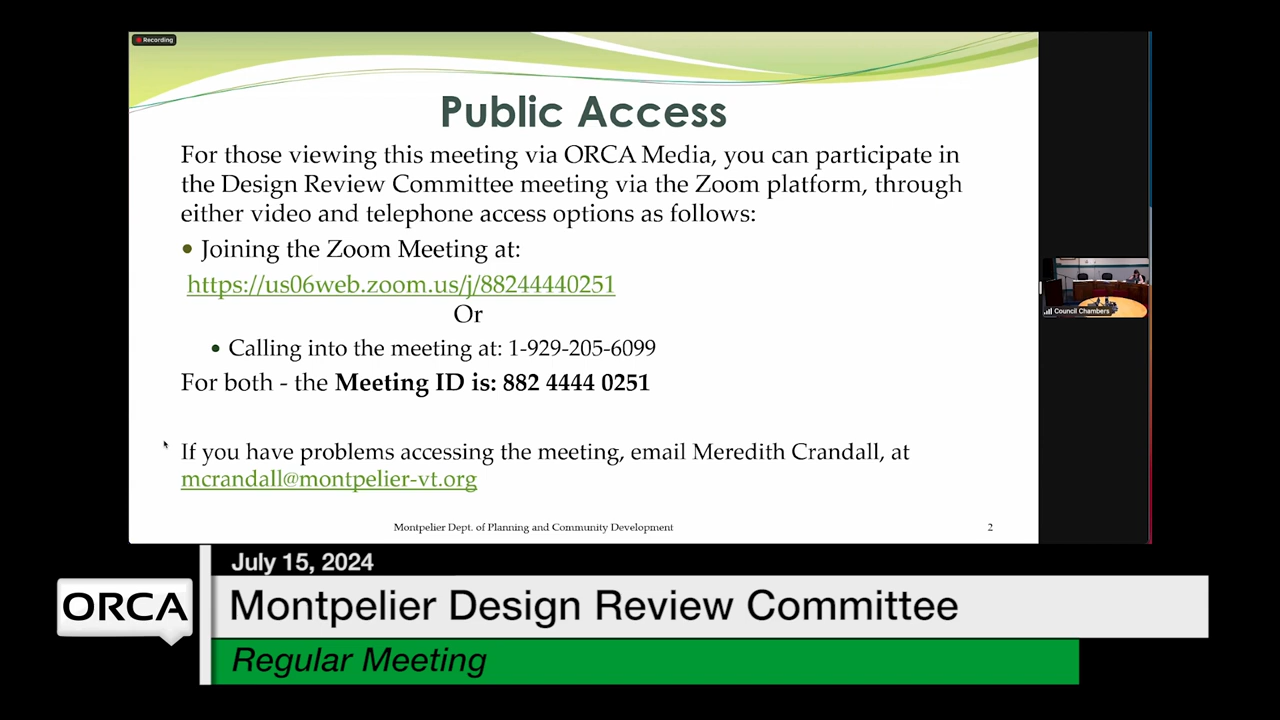 Recording
Public Access
For those viewing this meeting via ORCA Media, you can participate in
the Design Review Committee meeting via the Zoom platform, through
either video and telephone access options as follows:
• Joining the Zoom Meeting at:
https://us06web.zoom.us/j/88244440251
Or
• Calling into the meeting at: 1-929-205-6099
For both - the Meeting ID is: 882 4444 0251
If you have problems accessing the meeting, email Meredith Crandall, at
mcrandall@montpelier-vt.org
Montpelier Dept. of Planning and Community Development
2
Council Chambers
July 15, 2024
ORCA
Montpelier Design Review Committee
Regular Meeting